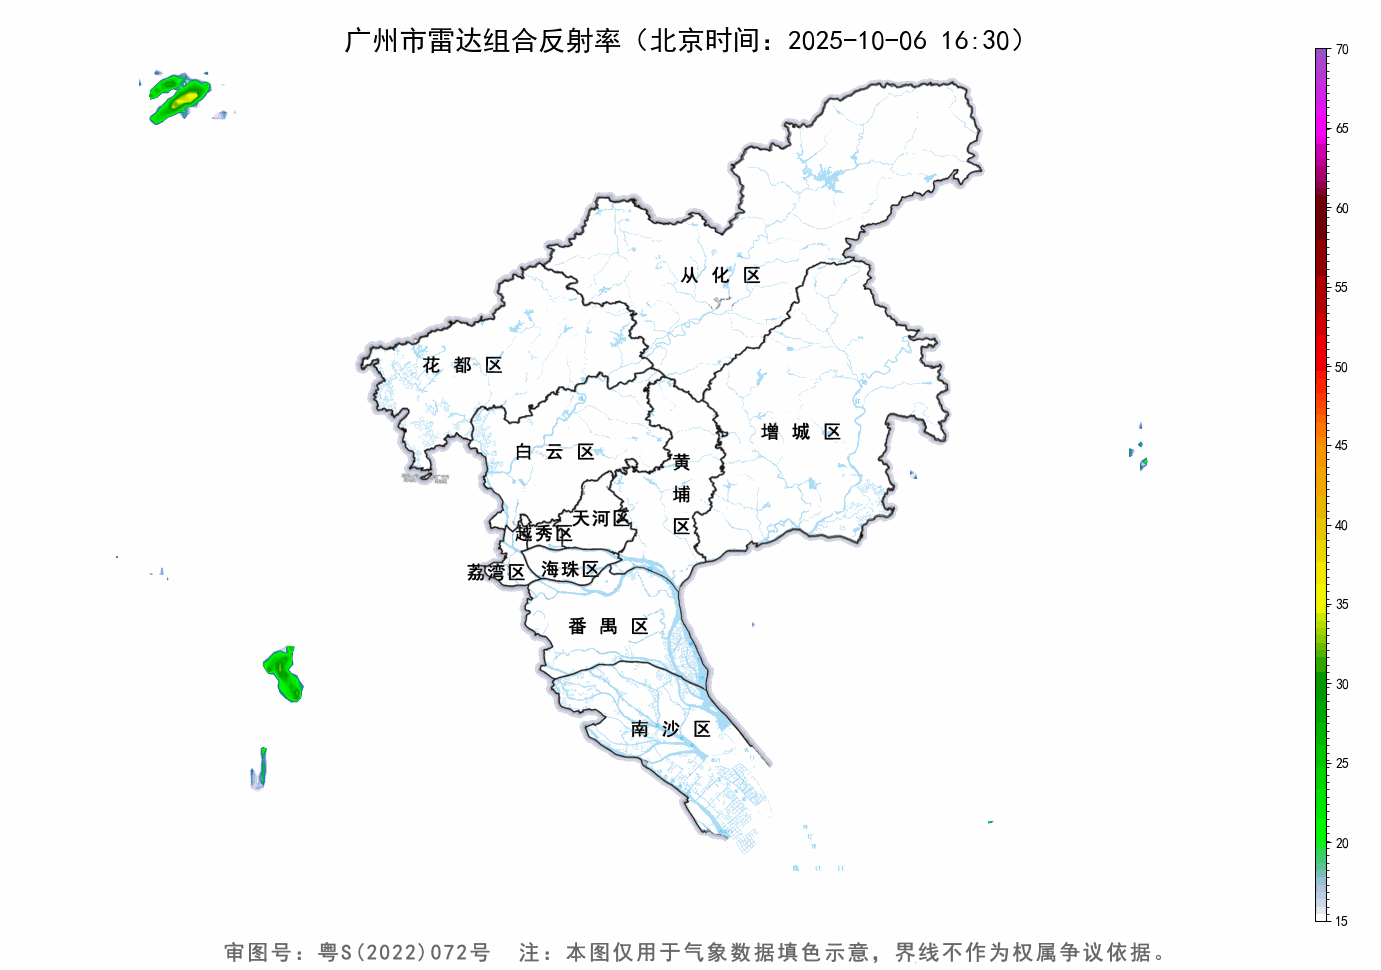 广州市雷达组合反射率（北京时间：2025-10-06 16:30）
70
65
60
55
50
45
40
35
30
25
20
15
从化区
花都区
增城区
白云区
黄埔区
天河区
越秀区
荔湾区
海珠区
番禺区
南沙区
审图号：粤S(2022)072号 注：本图仅用于气象数据填色示意，界线不作为权属争议依据。